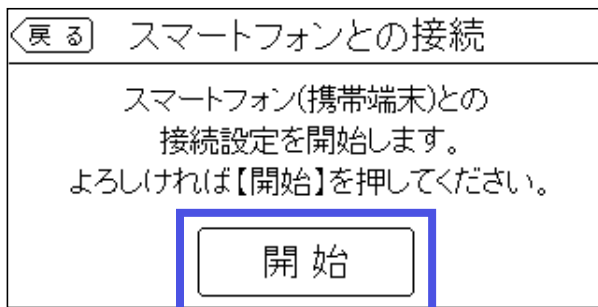 戻る スマートフォンとの接続
スマートフォン(携帯端末)との
接続設定を開始します。
よろしければ【開始】を押してください。
開始